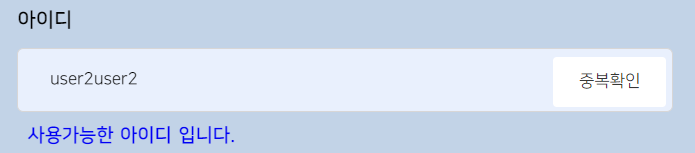 아이디
user2user2
중복확인
사용가능한 아이디 입니다.